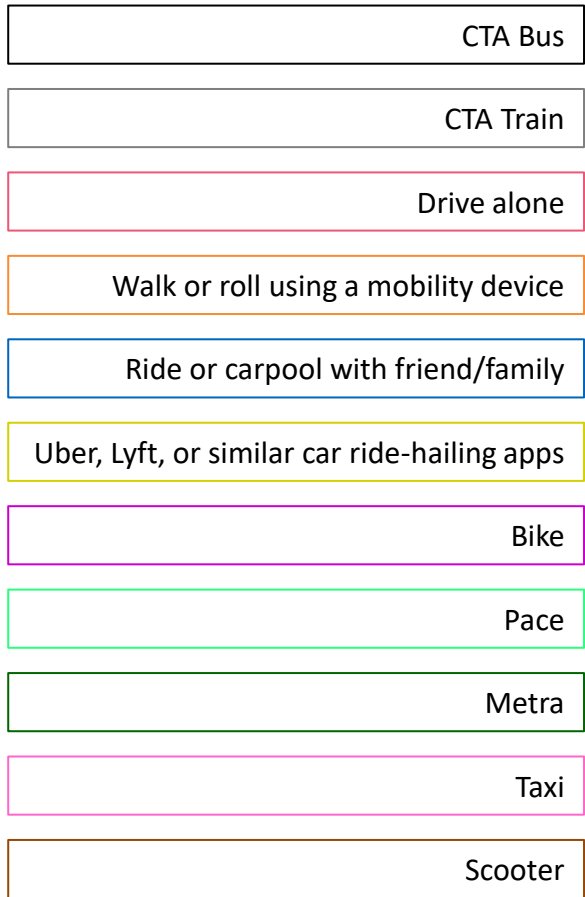 CTA Bus
CTA Train
Drive alone
Walk or roll using a mobility device
Ride or carpool with friend/family
Uber, Lyft, or similar car ride-hailing apps
Bike
Pace
Metra
Taxi
Scooter